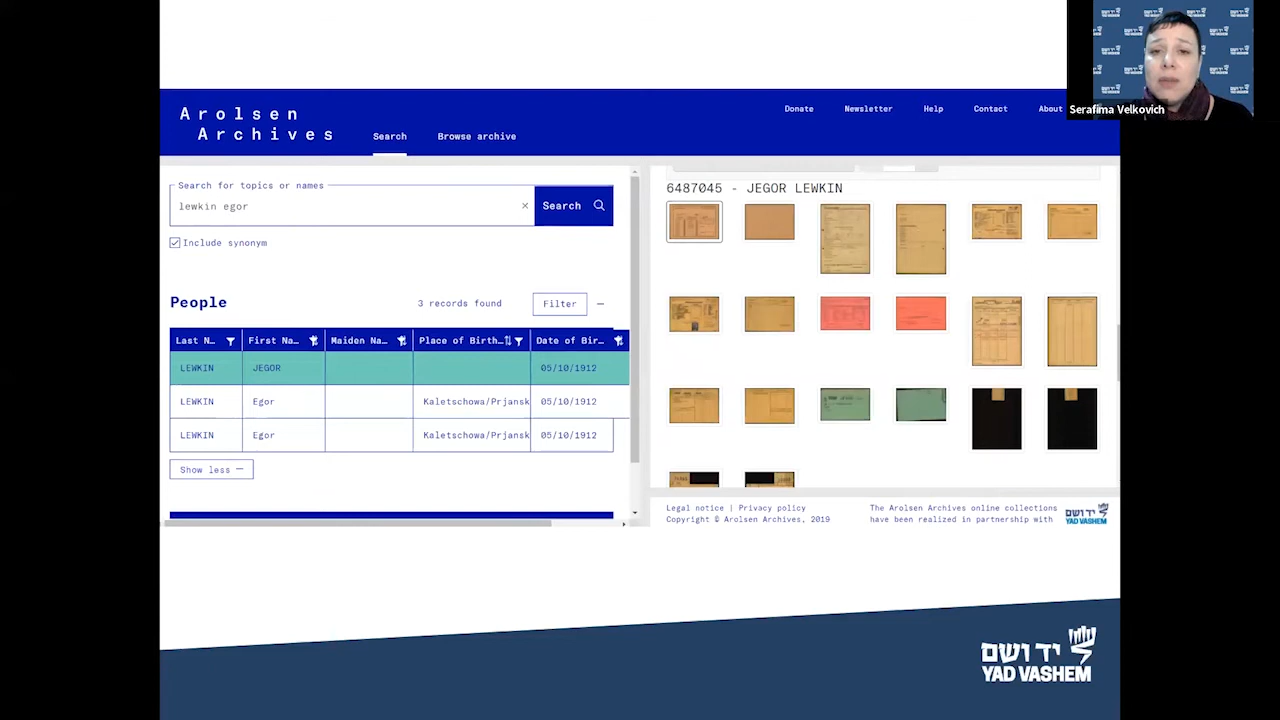 Arolsen
Archives
Search
Browse archive
Donate
Newsletter
Help
Contact
About
Serafima Velkovich
Search for topics or names
lewkin egor
×
Search
Include synonym
People
3 records found
Filter
Last N…
First Na…
Maiden Na…
Place of Birth…
Date of Bir…
LEWKIN JEGOR 05/10/1912
LEWKIN Egor Kaletschowa/Prjansk 05/10/1912
LEWKIN Egor Kaletschowa/Prjansk 05/10/1912
Show less
6487045 - JEGOR LEWKIN
Legal notice | Privacy policy
Copyright © Arolsen Archives, 2019
The Arolsen Archives online collections
have been realized in partnership with
יד ושם
YAD VASHEM
יד ושם
YAD VASHEM